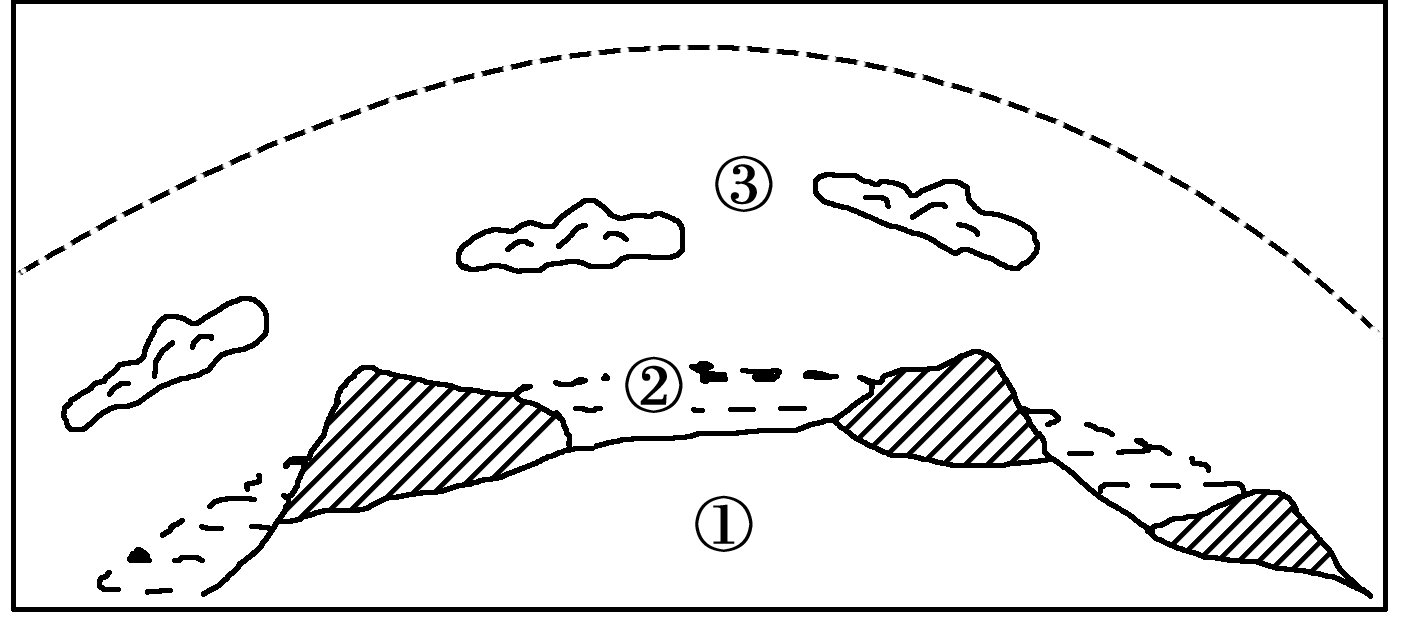 ③
②
①